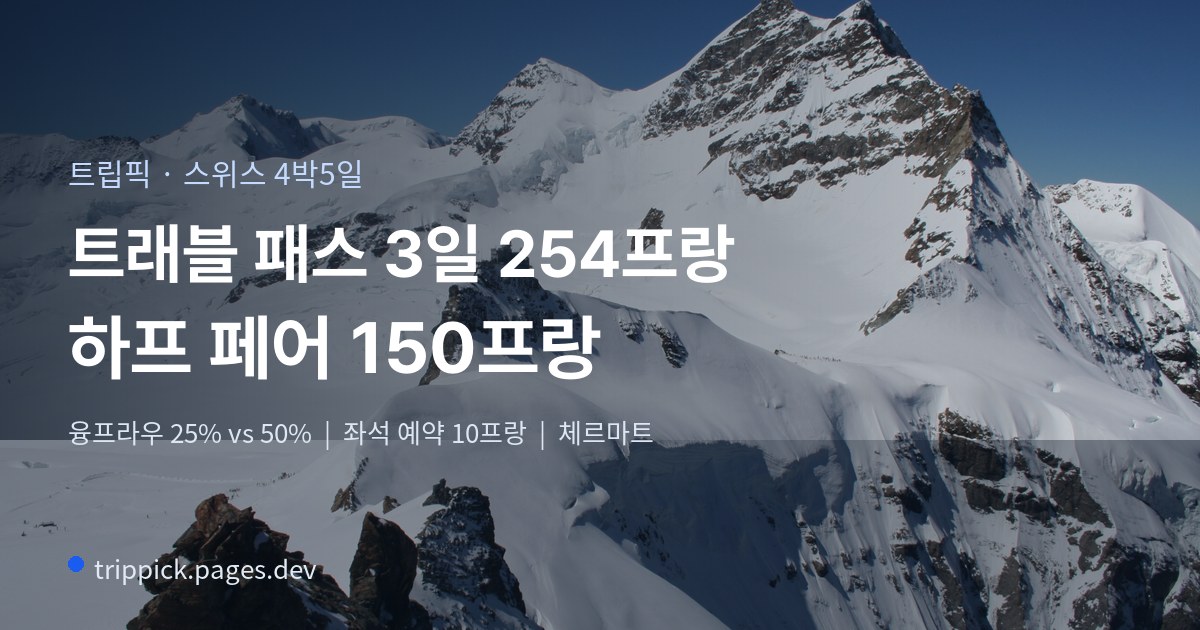 트립픽 · 스위스 4박5일
트래블 패스 3일 254프랑
하프 페어 150프랑
융프라우 25% vs 50% | 좌석 예약 10프랑 | 체르마트
trippick.pages.dev